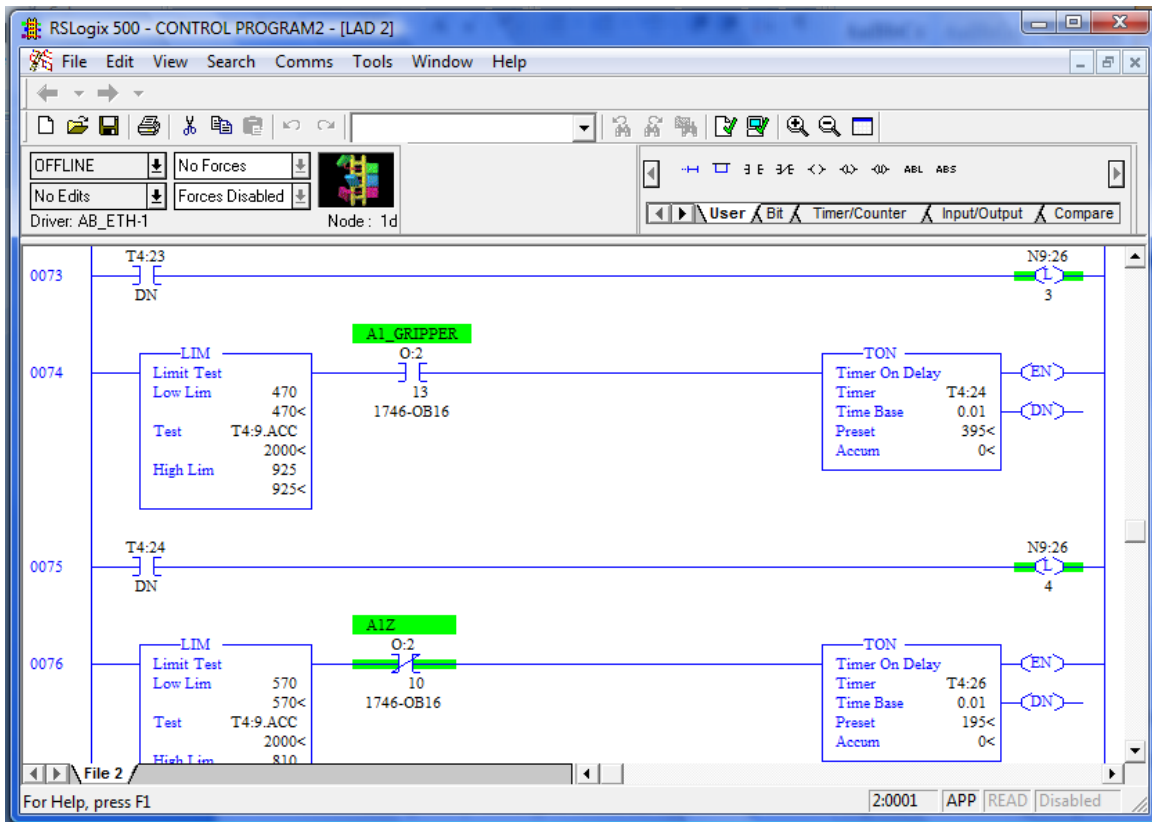 RSLogix 500 - CONTROL PROGRAM2 - [LAD 2]
File Edit View Search Comms Tools Window Help
OFFLINE No Forces
No Edits Forces Disabled
Driver: AB_ETH-1 Node : 1d
ABL ABS
User Bit Timer/Counter Input/Output Compare
T4:23 N9:26
0073 L
DN 3
A1_GRIPPER
LIM O:2 TON
0074 Limit Test Timer On Delay EN
Low Lim 470 13 Timer T4:24
470< 1746-OB16 Time Base 0.01 DN
Test T4:9.ACC Preset 395<
2000< Accum 0<
High Lim 925
925<
T4:24 N9:26
0075 L
DN 4
A1Z
LIM O:2 TON
0076 Limit Test Timer On Delay EN
Low Lim 570 10 Timer T4:26
570< 1746-OB16 Time Base 0.01 DN
Test T4:9.ACC Preset 195<
2000< Accum 0<
High Lim 810
File 2
For Help, press F1 2:0001 APP READ Disabled